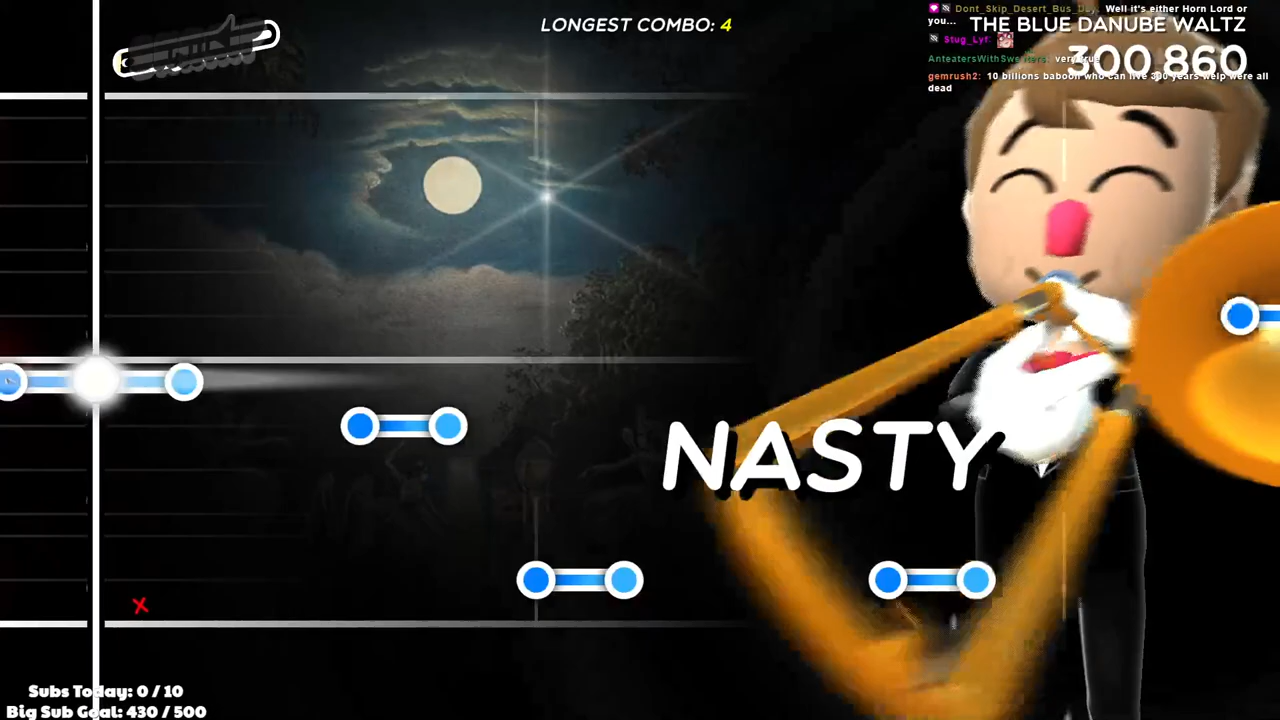 LONGEST COMBO: 4
Dont_Skip_Desert_Bus_Day: Well it's either Horn Lord or
you...
THE BLUE DANUBE WALTZ
Stug_Lyf:
300,860
AnteatersWithSweaters: very true
gemrush2: 10 billions baboon who can live 300 years welp were all
dead
NASTY
x
Subs Today: 0 / 10
Big Sub Goal: 430 / 500